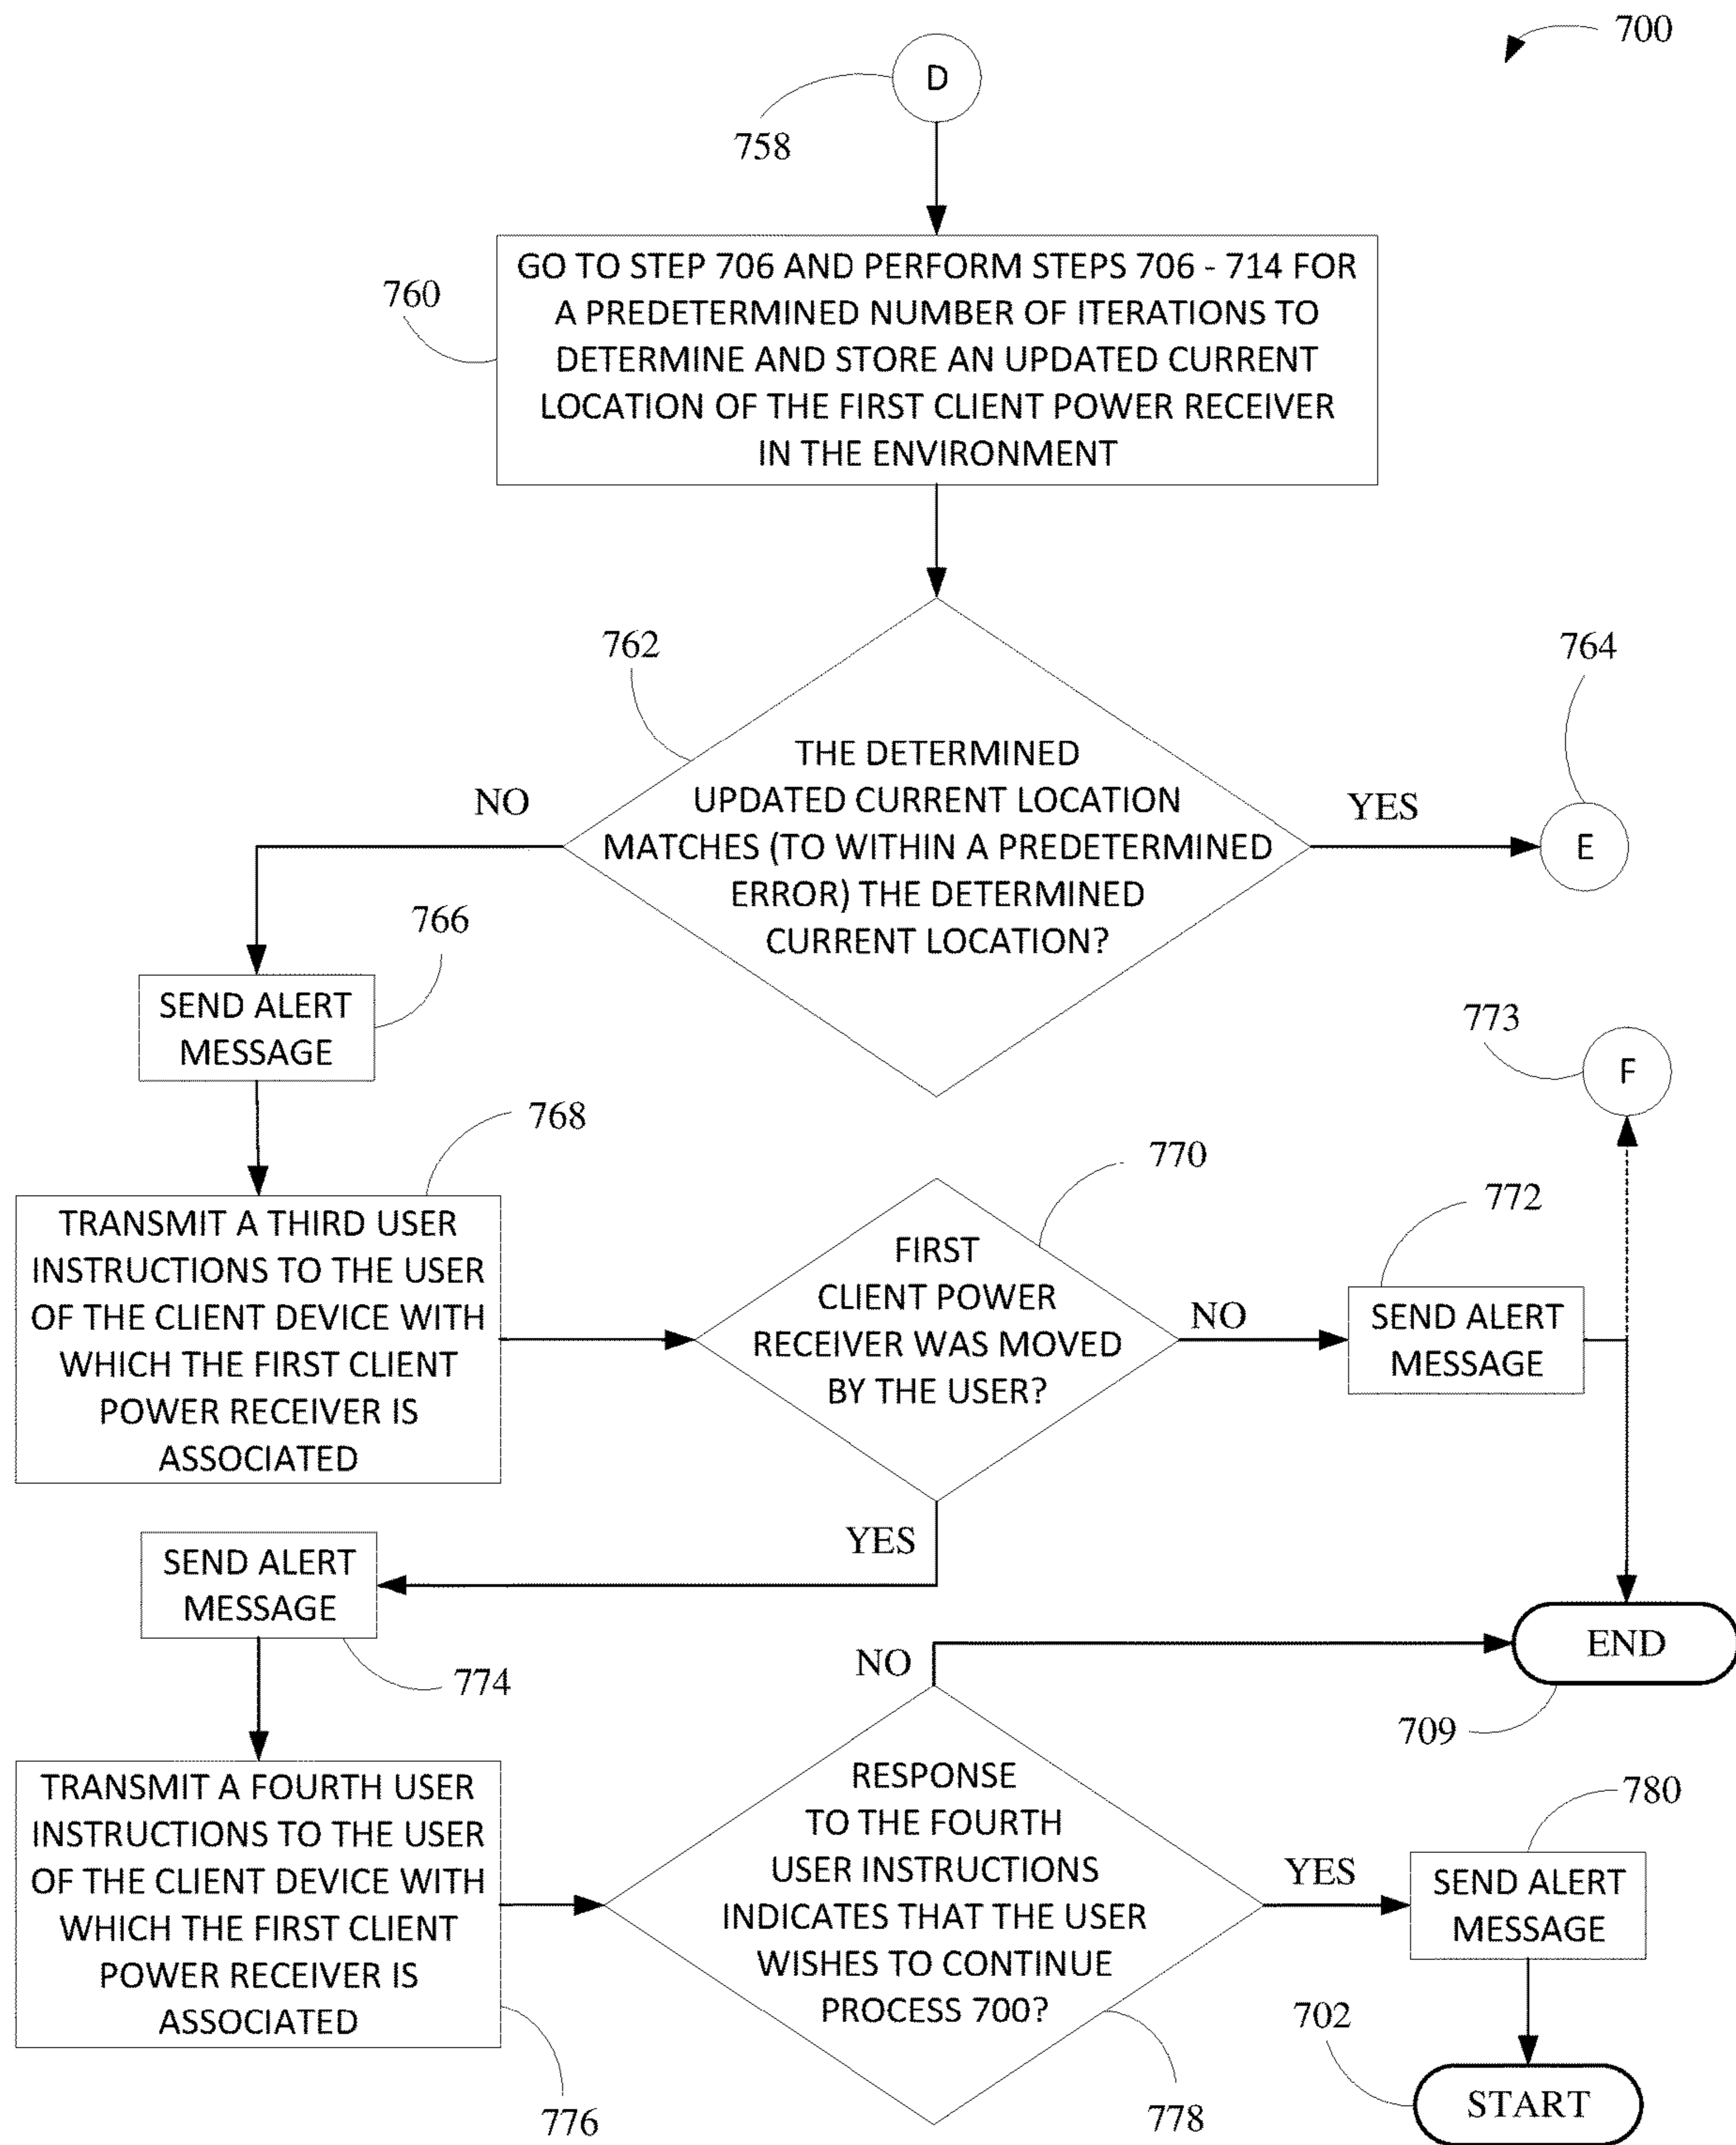 700
D
758
760
GO TO STEP 706 AND PERFORM STEPS 706 - 714 FOR
A PREDETERMINED NUMBER OF ITERATIONS TO
DETERMINE AND STORE AN UPDATED CURRENT
LOCATION OF THE FIRST CLIENT POWER RECEIVER
IN THE ENVIRONMENT
762
764
THE DETERMINED
UPDATED CURRENT LOCATION
MATCHES (TO WITHIN A PREDETERMINED
ERROR) THE DETERMINED
CURRENT LOCATION?
NO
YES
E
766
SEND ALERT
MESSAGE
773
F
768
TRANSMIT A THIRD USER
INSTRUCTIONS TO THE USER
OF THE CLIENT DEVICE WITH
WHICH THE FIRST CLIENT
POWER RECEIVER IS
ASSOCIATED
770
FIRST
CLIENT POWER
RECEIVER WAS MOVED
BY THE USER?
NO
772
SEND ALERT
MESSAGE
YES
SEND ALERT
MESSAGE
774
NO
END
709
TRANSMIT A FOURTH USER
INSTRUCTIONS TO THE USER
OF THE CLIENT DEVICE WITH
WHICH THE FIRST CLIENT
POWER RECEIVER IS
ASSOCIATED
776
RESPONSE
TO THE FOURTH
USER INSTRUCTIONS
INDICATES THAT THE USER
WISHES TO CONTINUE
PROCESS 700?
778
YES
780
SEND ALERT
MESSAGE
702
START